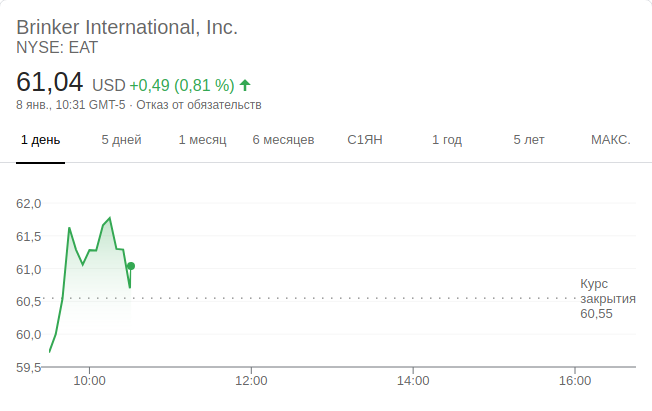 Brinker International, Inc.
NYSE: EAT
61,04 USD +0,49 (0,81 %)
8 янв., 10:31 GMT-5 · Отказ от обязательств
1 день 5 дней 1 месяц 6 месяцев С1ЯН 1 год 5 лет МАКС.
62,0
61,5
61,0
60,5
60,0
59,5
Курс
закрытия
60,55
10:00 12:00 14:00 16:00